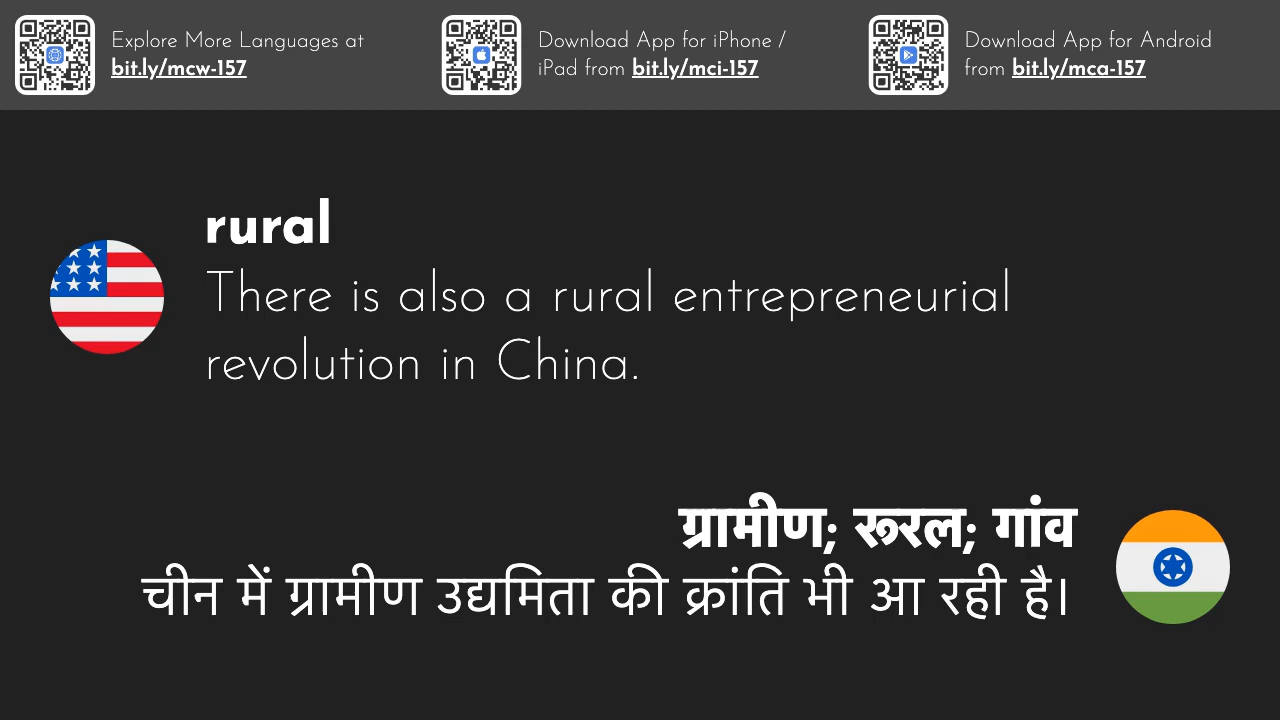 Explore More Languages at
bit.ly/mcw-157
Download App for iPhone /
iPad from bit.ly/mci-157
Download App for Android
from bit.ly/mca-157
rural
There is also a rural entrepreneurial
revolution in China.
ग्रामीण; रूरल; गांव
चीन में ग्रामीण उद्यमिता की क्रांति भी आ रही है।